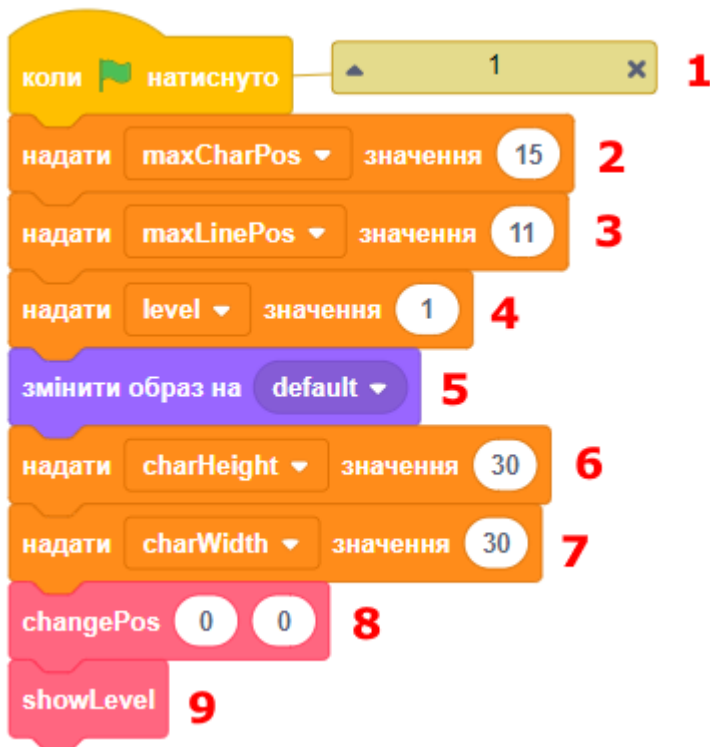 коли натиснуто 1 1
надати maxCharPos значення 15 2
надати maxLinePos значення 11 3
надати level значення 1 4
змінити образ на default 5
надати charHeight значення 30 6
надати charWidth значення 30 7
changePos 0 0 8
showLevel 9